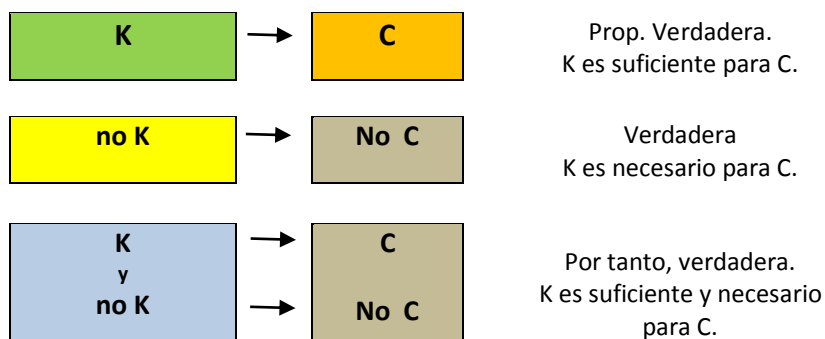 K → C
Prop. Verdadera.
K es suficiente para C.
no K → No C
Verdadera
K es necesario para C.
K → C
y
no K → No C
Por tanto, verdadera.
K es suficiente y necesario
para C.